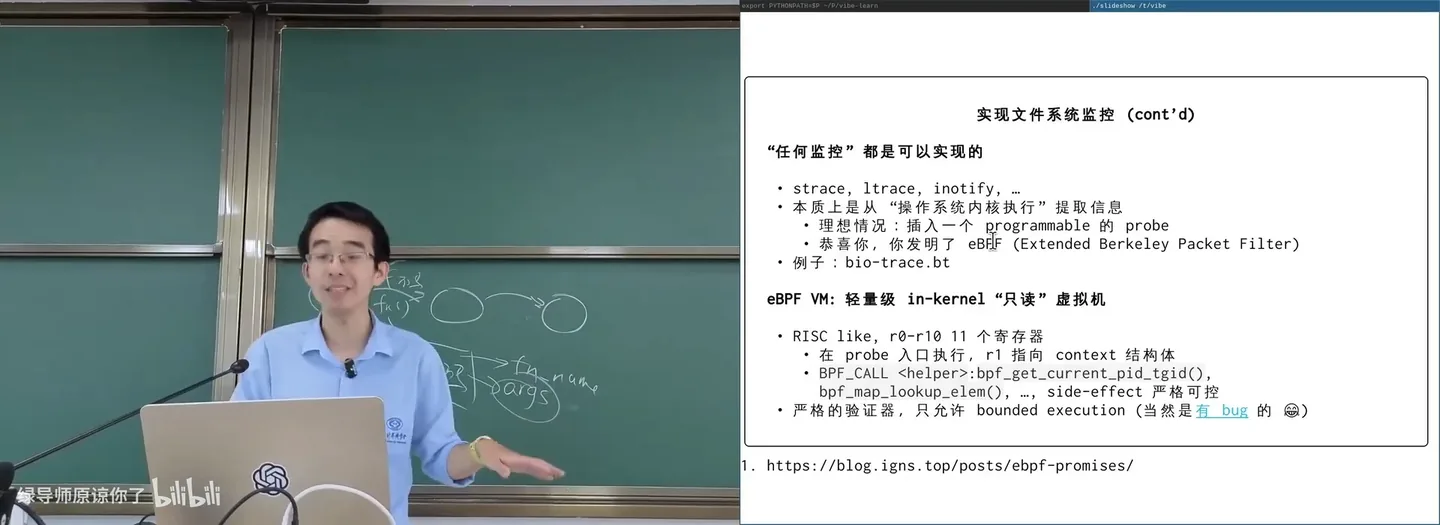 export PYTHONPATH=$P ~/P/vibe-learn
./slideshow /t/vibe
实现文件系统监控 (cont’d)
“任何监控”都是可以实现的
• strace, ltrace, inotify, …
• 本质上是从 “操作系统内核执行” 提取信息
• 理想情况：插入一个 programmable 的 probe
• 恭喜你，你发明了 eBPF (Extended Berkeley Packet Filter)
• 例子：bio-trace.bt
eBPF VM: 轻量级 in-kernel “只读” 虚拟机
• RISC like, r0-r10 11 个寄存器
• 在 probe 入口执行，r1 指向 context 结构体
• BPF_CALL <helper>:bpf_get_current_pid_tgid(),
bpf_map_lookup_elem(), …, side-effect 严格可控
• 严格的验证器，只允许 bounded execution (当然是有 bug 的 😁)
1. https://blog.igns.top/posts/ebpf-promises/
fn()
fn name
args
绿导师原谅你了 bilibili